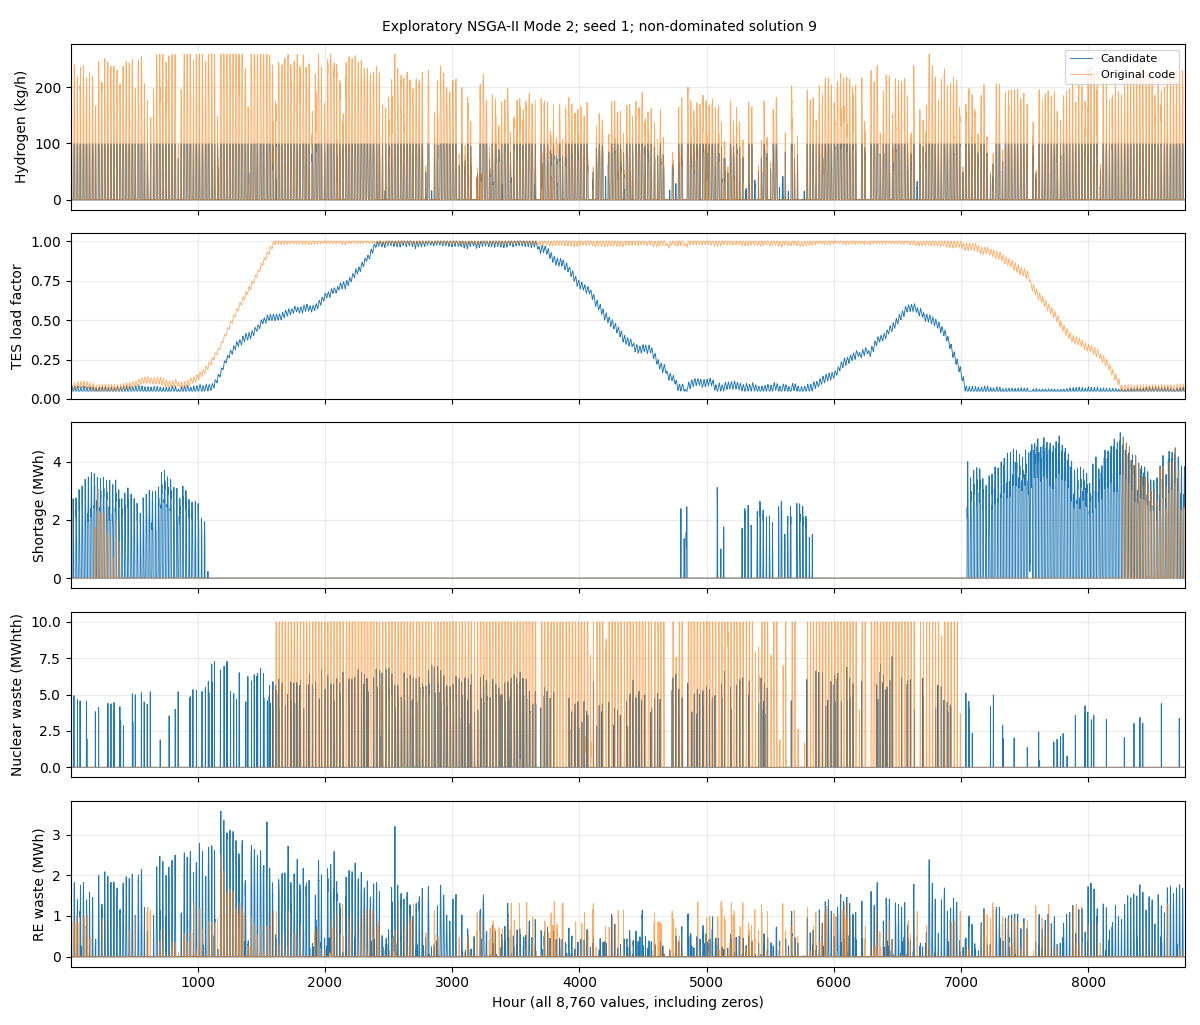 Exploratory NSGA-II Mode 2; seed 1; non-dominated solution 9
Hydrogen (kg/h)
200
100
0
Candidate
Original code
TES load factor
1.00
0.75
0.50
0.25
0.00
Shortage (MWh)
4
2
0
Nuclear waste (MWhth)
10.0
7.5
5.0
2.5
0.0
RE waste (MWh)
3
2
1
0
1000 2000 3000 4000 5000 6000 7000 8000
Hour (all 8,760 values, including zeros)